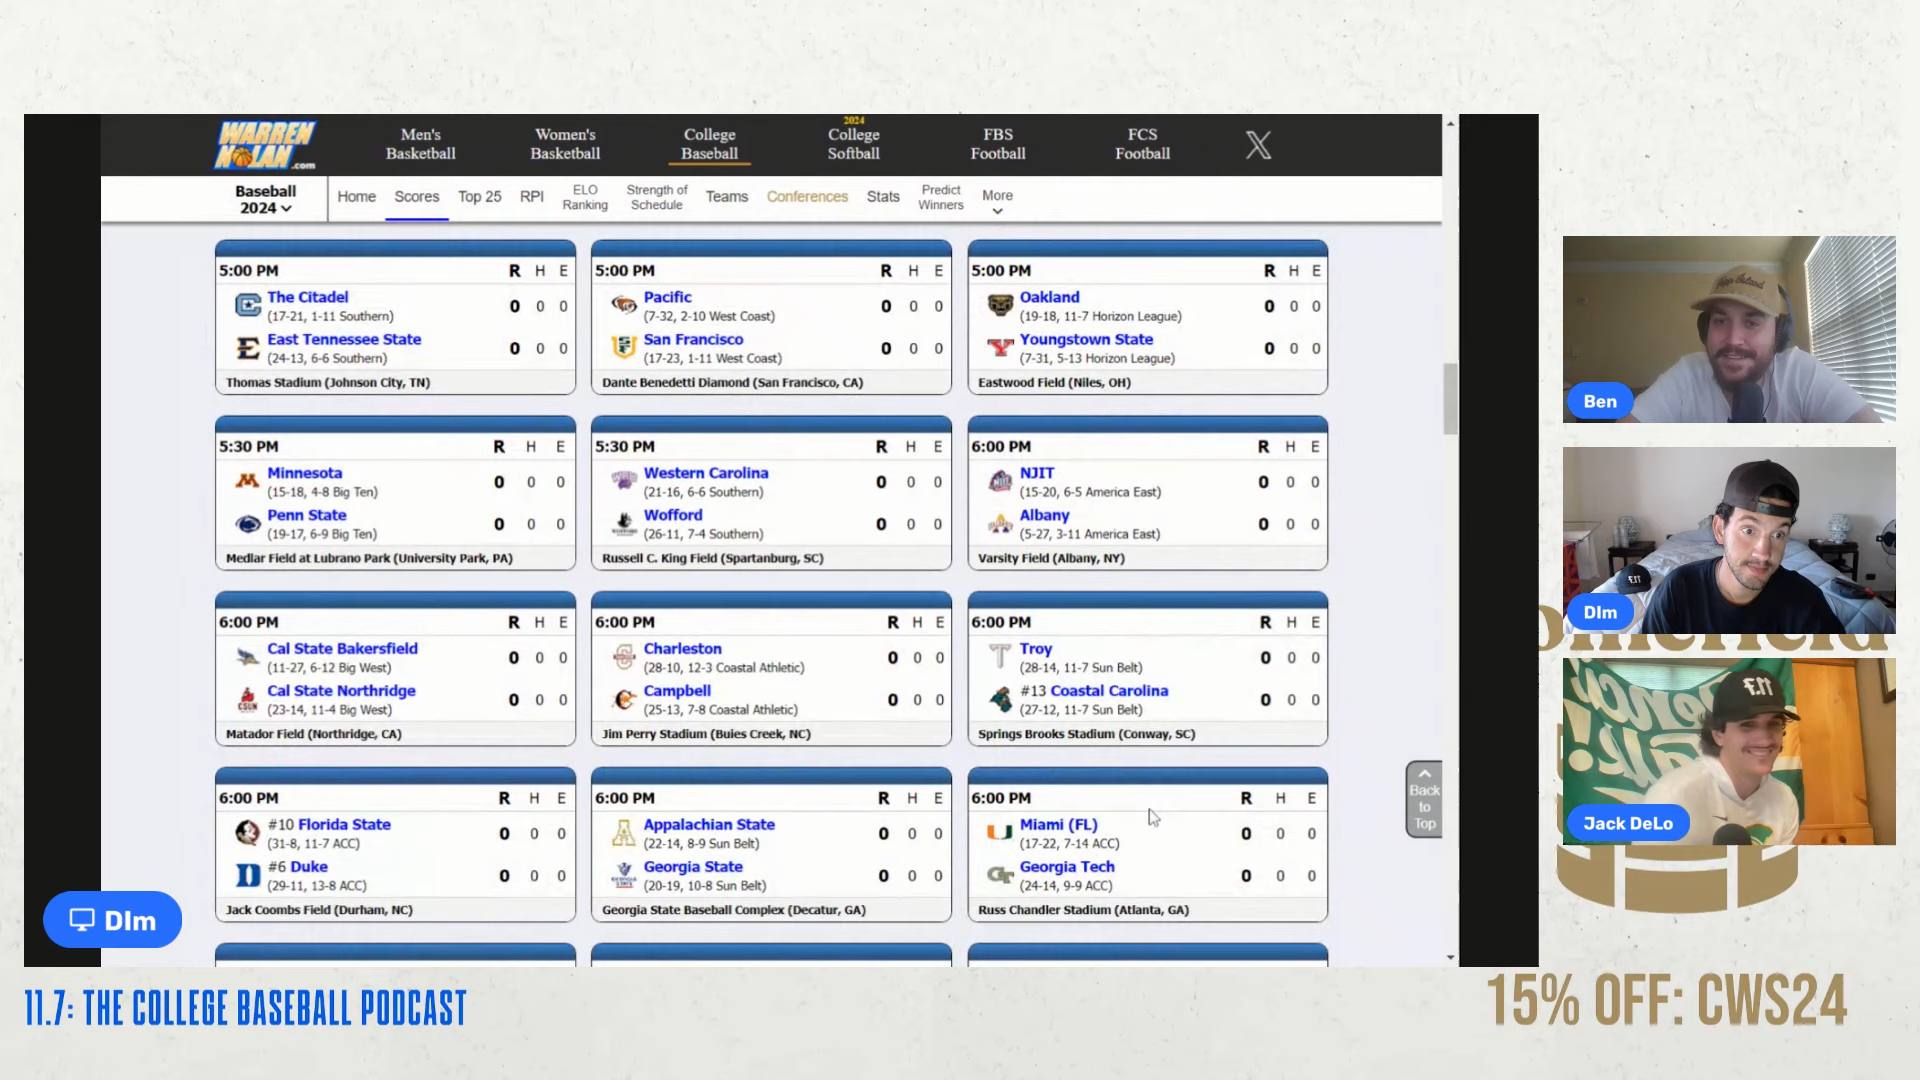 WARREN
NOLAN
.com
Men's
Basketball
Women's
Basketball
College
Baseball
2024
College
Softball
FBS
Football
FCS
Football
X
Baseball
2024
Home
Scores
Top 25
RPI
ELO
Ranking
Strength of
Schedule
Teams
Conferences
Stats
Predict
Winners
More
5:00 PM R H E
The Citadel 0 0 0
(17-21, 1-11 Southern)
East Tennessee State 0 0 0
(24-13, 6-6 Southern)
Thomas Stadium (Johnson City, TN)
5:00 PM R H E
Pacific 0 0 0
(7-32, 2-10 West Coast)
San Francisco 0 0 0
(17-23, 1-11 West Coast)
Dante Benedetti Diamond (San Francisco, CA)
5:00 PM R H E
Oakland 0 0 0
(19-18, 11-7 Horizon League)
Youngstown State 0 0 0
(7-31, 5-13 Horizon League)
Eastwood Field (Niles, OH)
5:30 PM R H E
Minnesota 0 0 0
(15-18, 4-8 Big Ten)
Penn State 0 0 0
(19-17, 6-9 Big Ten)
Medlar Field at Lubrano Park (University Park, PA)
5:30 PM R H E
Western Carolina 0 0 0
(21-16, 6-6 Southern)
Wofford 0 0 0
(26-11, 7-4 Southern)
Russell C. King Field (Spartanburg, SC)
6:00 PM R H E
NJIT 0 0 0
(15-20, 6-5 America East)
Albany 0 0 0
(5-27, 3-11 America East)
Varsity Field (Albany, NY)
6:00 PM R H E
Cal State Bakersfield 0 0 0
(11-27, 6-12 Big West)
Cal State Northridge 0 0 0
(23-14, 11-4 Big West)
Matador Field (Northridge, CA)
6:00 PM R H E
Charleston 0 0 0
(28-10, 12-3 Coastal Athletic)
Campbell 0 0 0
(25-13, 7-8 Coastal Athletic)
Jim Perry Stadium (Buies Creek, NC)
6:00 PM R H E
Troy 0 0 0
(28-14, 11-7 Sun Belt)
#13 Coastal Carolina 0 0 0
(27-12, 11-7 Sun Belt)
Springs Brooks Stadium (Conway, SC)
6:00 PM R H E
#10 Florida State 0 0 0
(31-8, 11-7 ACC)
#6 Duke 0 0 0
(29-11, 13-8 ACC)
Jack Coombs Field (Durham, NC)
6:00 PM R H E
Appalachian State 0 0 0
(22-14, 8-9 Sun Belt)
Georgia State 0 0 0
(20-19, 10-8 Sun Belt)
Georgia State Baseball Complex (Decatur, GA)
6:00 PM R H E
Miami (FL) 0 0 0
(17-22, 7-14 ACC)
Georgia Tech 0 0 0
(24-14, 9-9 ACC)
Russ Chandler Stadium (Atlanta, GA)
Back
to
Top
Dlm
Ben
Dlm
11.7
Jack DeLo
11.7: THE COLLEGE BASEBALL PODCAST
15% OFF: CWS24